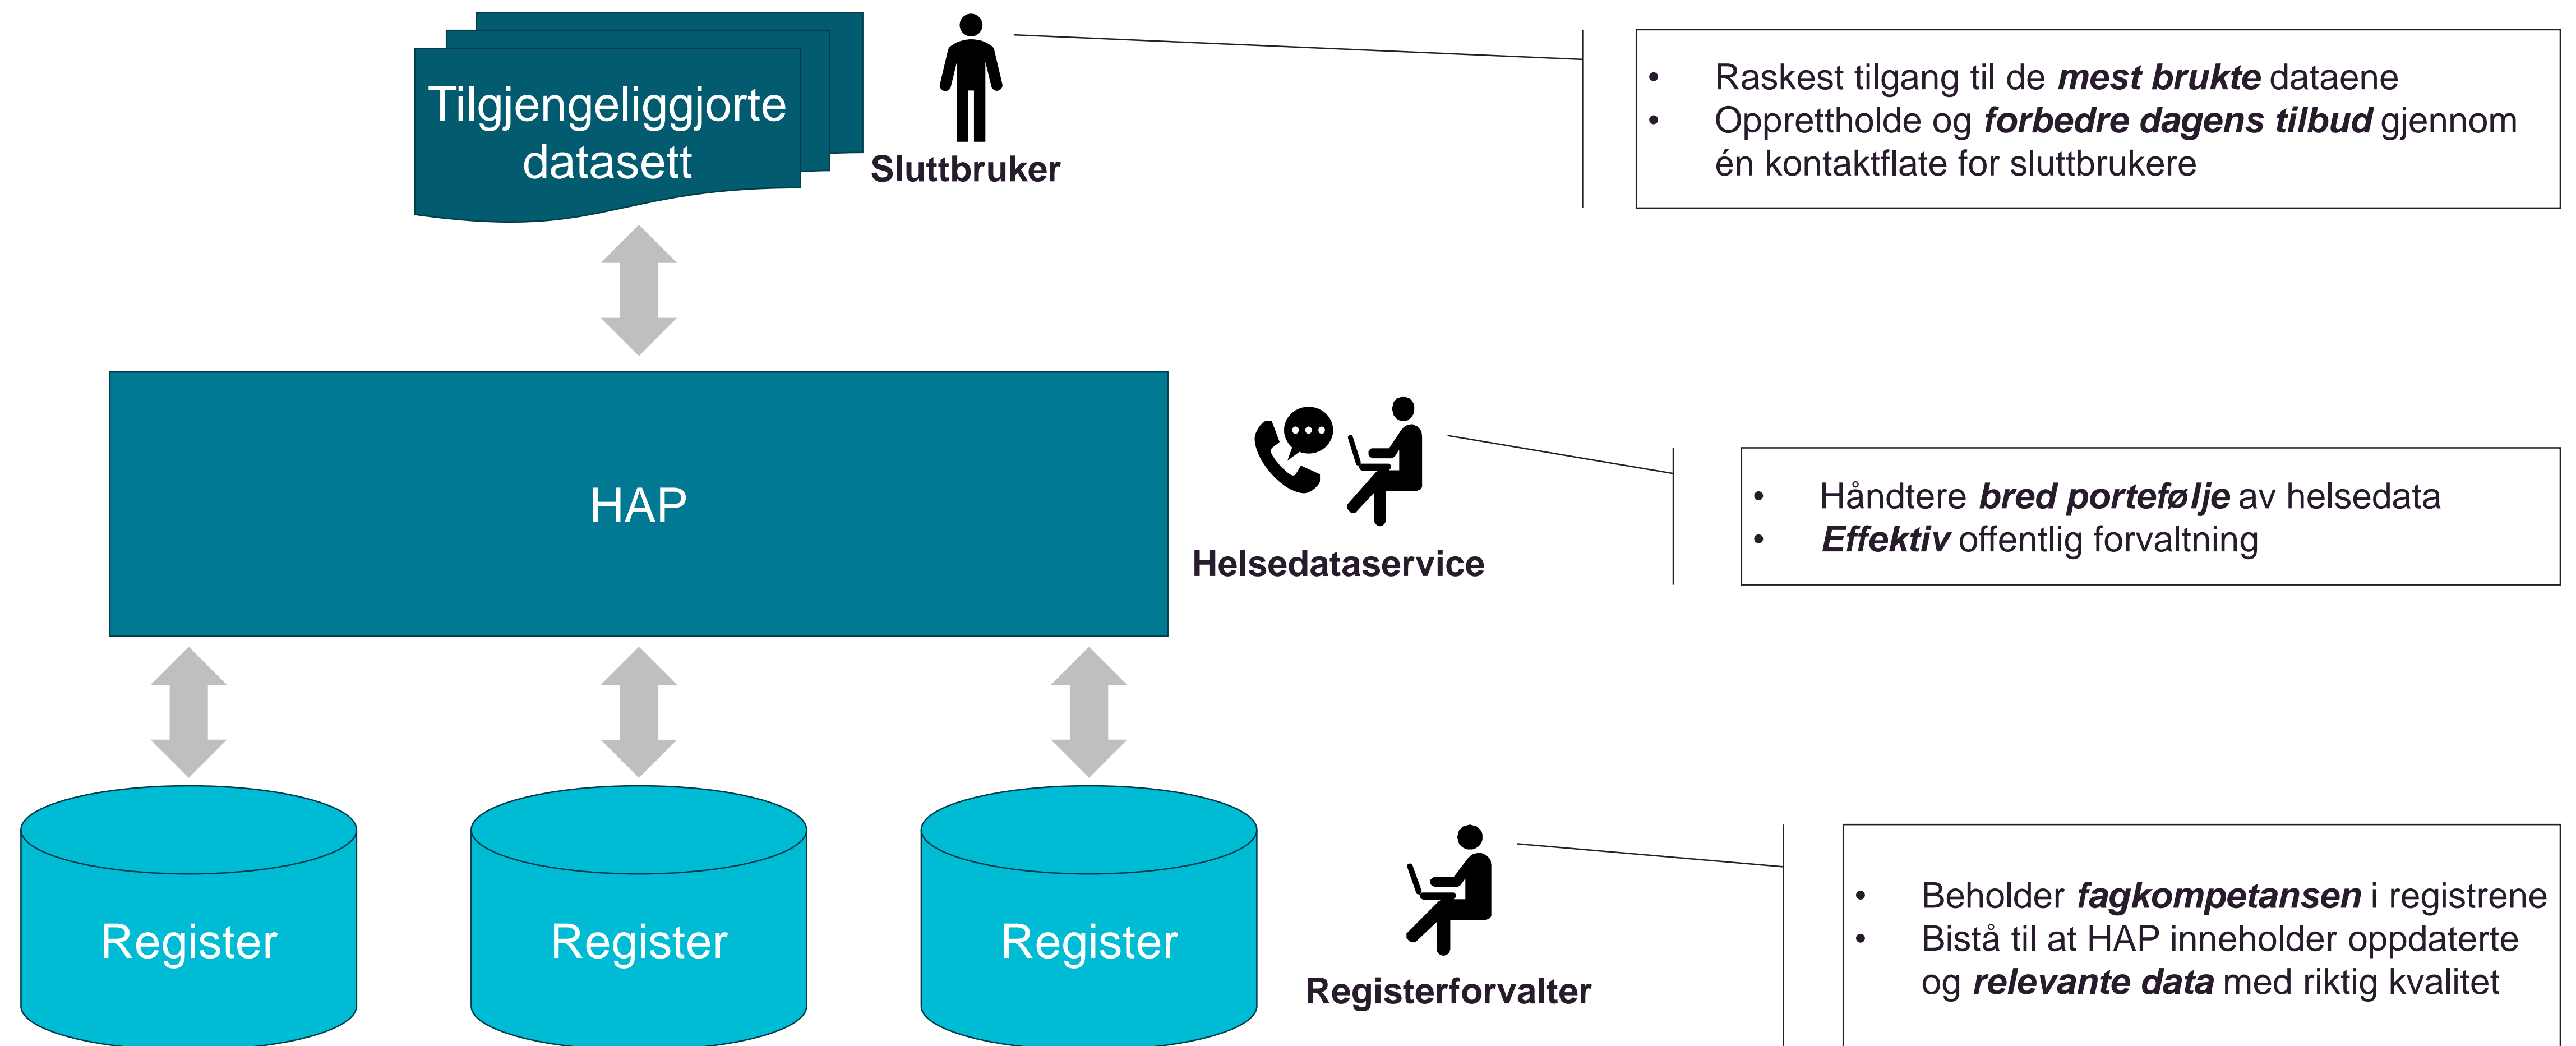 Tilgjengeliggjorte
datasett
Sluttbruker
• Raskest tilgang til de mest brukte dataene
• Opprettholde og forbedre dagens tilbud gjennom
én kontaktflate for sluttbrukere
HAP
Helsedataservice
• Håndtere bred portefølje av helsedata
• Effektiv offentlig forvaltning
Register
Register
Register
Registerforvalter
• Beholder fagkompetansen i registrene
• Bistå til at HAP inneholder oppdaterte
og relevante data med riktig kvalitet